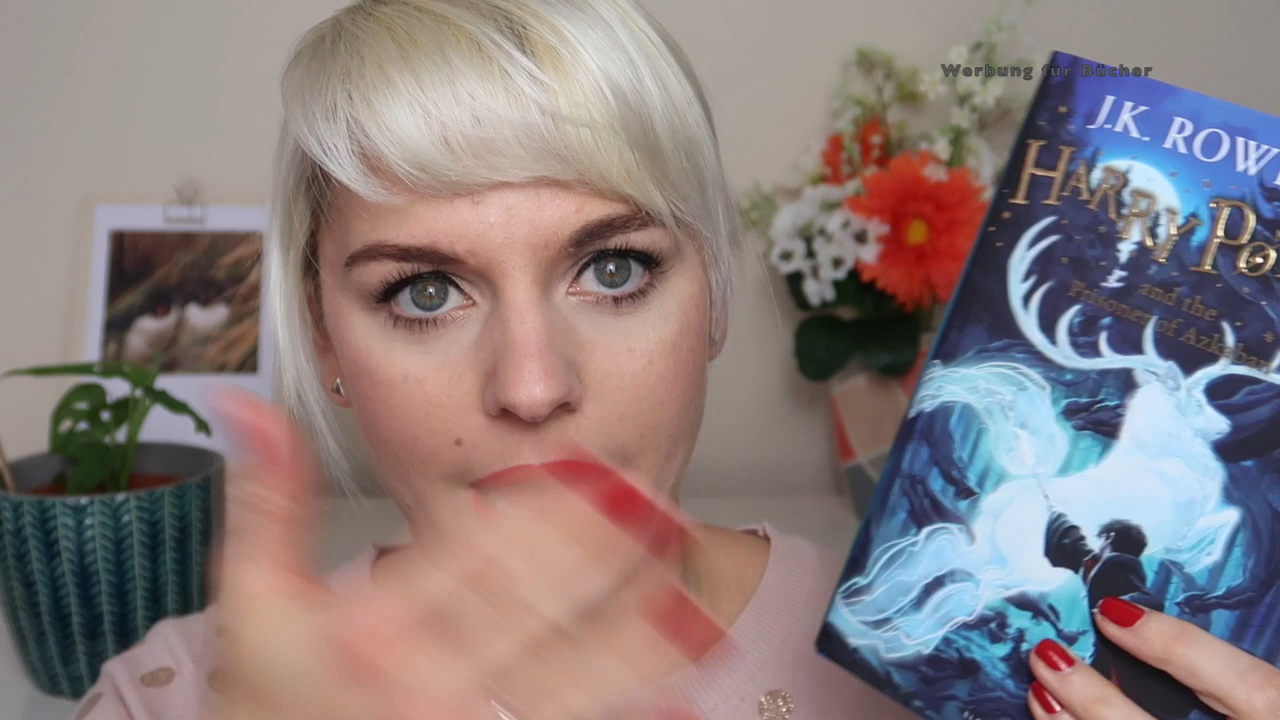 Werbung für Bücher
J.K. ROW
HARRY PO
and the
Prisoner of Azkaban